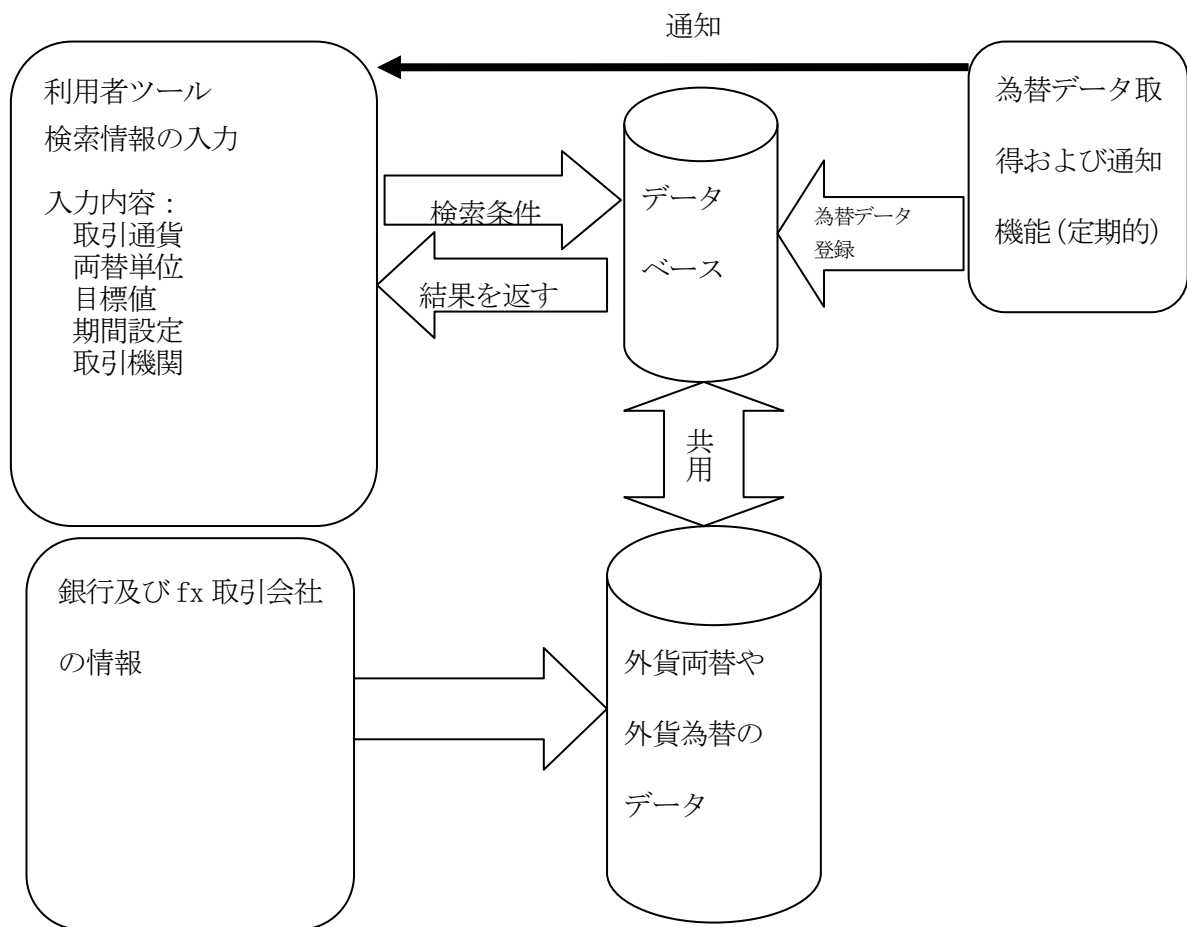 通知
利用者ツール
検索情報の入力
入力内容：
取引通貨
両替単位
目標値
期間設定
取引機関
検索条件
結果を返す
データ
ベース
為替データ
登録
為替データ取
得および通知
機能(定期的)
共
用
銀行及び fx 取引会社
の情報
外貨両替や
外貨為替の
データ